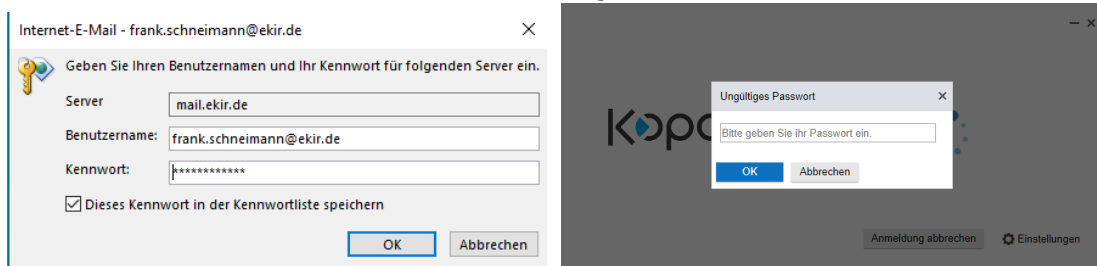 Internet-E-Mail - frank.schneimann@ekir.de
Geben Sie Ihren Benutzernamen und Ihr Kennwort für folgenden Server ein.
Server mail.ekir.de
Benutzername: frank.schneimann@ekir.de
Kennwort: ************
Dieses Kennwort in der Kennwortliste speichern
OK Abbrechen
Ungültiges Passwort
Bitte geben Sie ihr Passwort ein.
OK Abbrechen
Anmeldung abbrechen Einstellungen